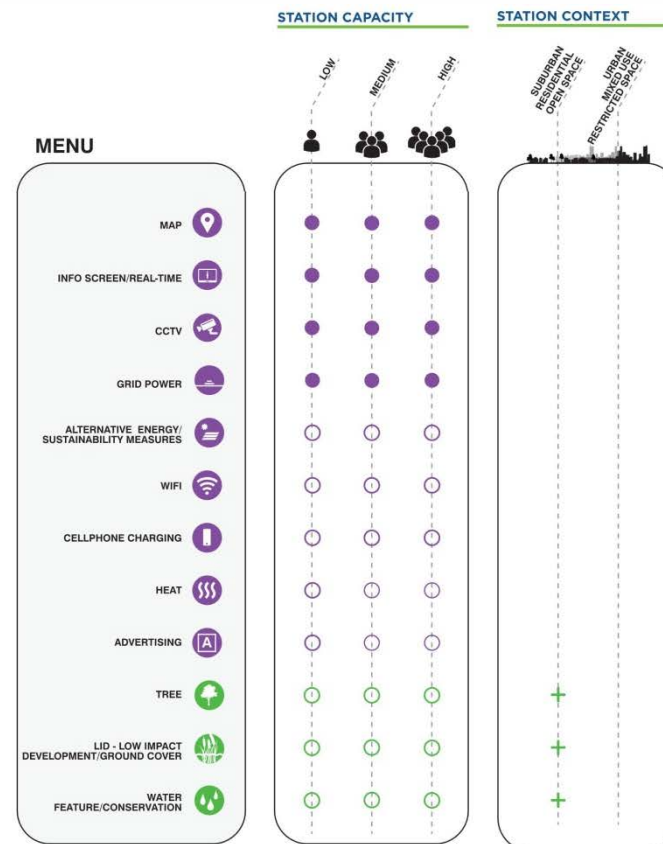 STATION CAPACITY
STATION CONTEXT
LOW
MEDIUM
HIGH
SUBURBAN
RESIDENTIAL
OPEN SPACE
URBAN
MIXED USE
RESTRICTED SPACE
MENU
MAP
INFO SCREEN/REAL-TIME
CCTV
GRID POWER
ALTERNATIVE ENERGY/
SUSTAINABILITY MEASURES
WIFI
CELLPHONE CHARGING
HEAT
ADVERTISING
A
TREE
LID - LOW IMPACT
DEVELOPMENT/GROUND COVER
WATER
FEATURE/CONSERVATION